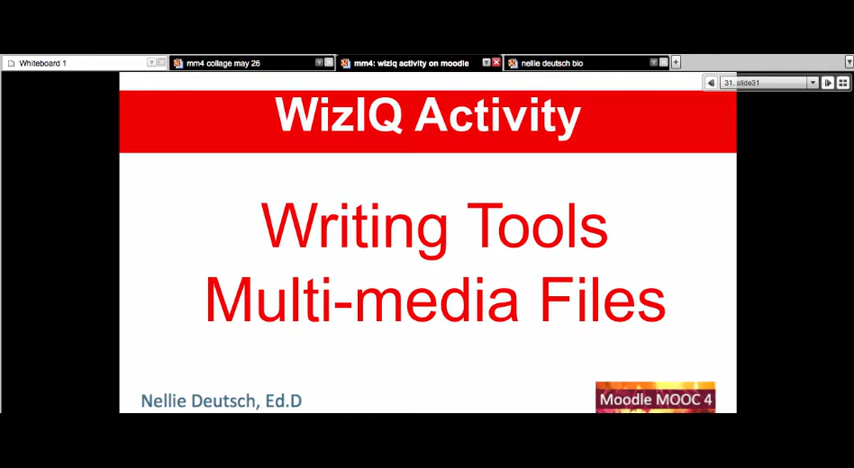 Whiteboard 1
mm4 collage may 26
mm4: wiziq activity on moodle
nellie deutsch bio
31. slide31
WizIQ Activity
Writing Tools
Multi-media Files
Nellie Deutsch, Ed.D
Moodle MOOC 4